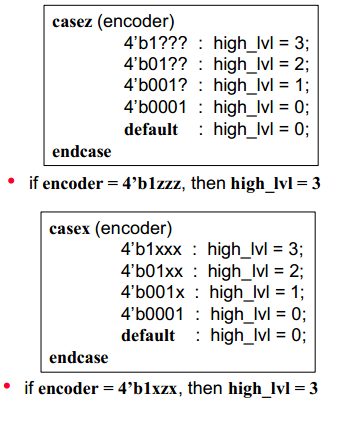 casez (encoder)
4’b1??? : high_lvl = 3;
4’b01?? : high_lvl = 2;
4’b001? : high_lvl = 1;
4’b0001 : high_lvl = 0;
default : high_lvl = 0;
endcase
• if encoder = 4’b1zzz, then high_lvl = 3
casex (encoder)
4’b1xxx : high_lvl = 3;
4’b01xx : high_lvl = 2;
4’b001x : high_lvl = 1;
4’b0001 : high_lvl = 0;
default : high_lvl = 0;
endcase
• if encoder = 4’b1xzx, then high_lvl = 3